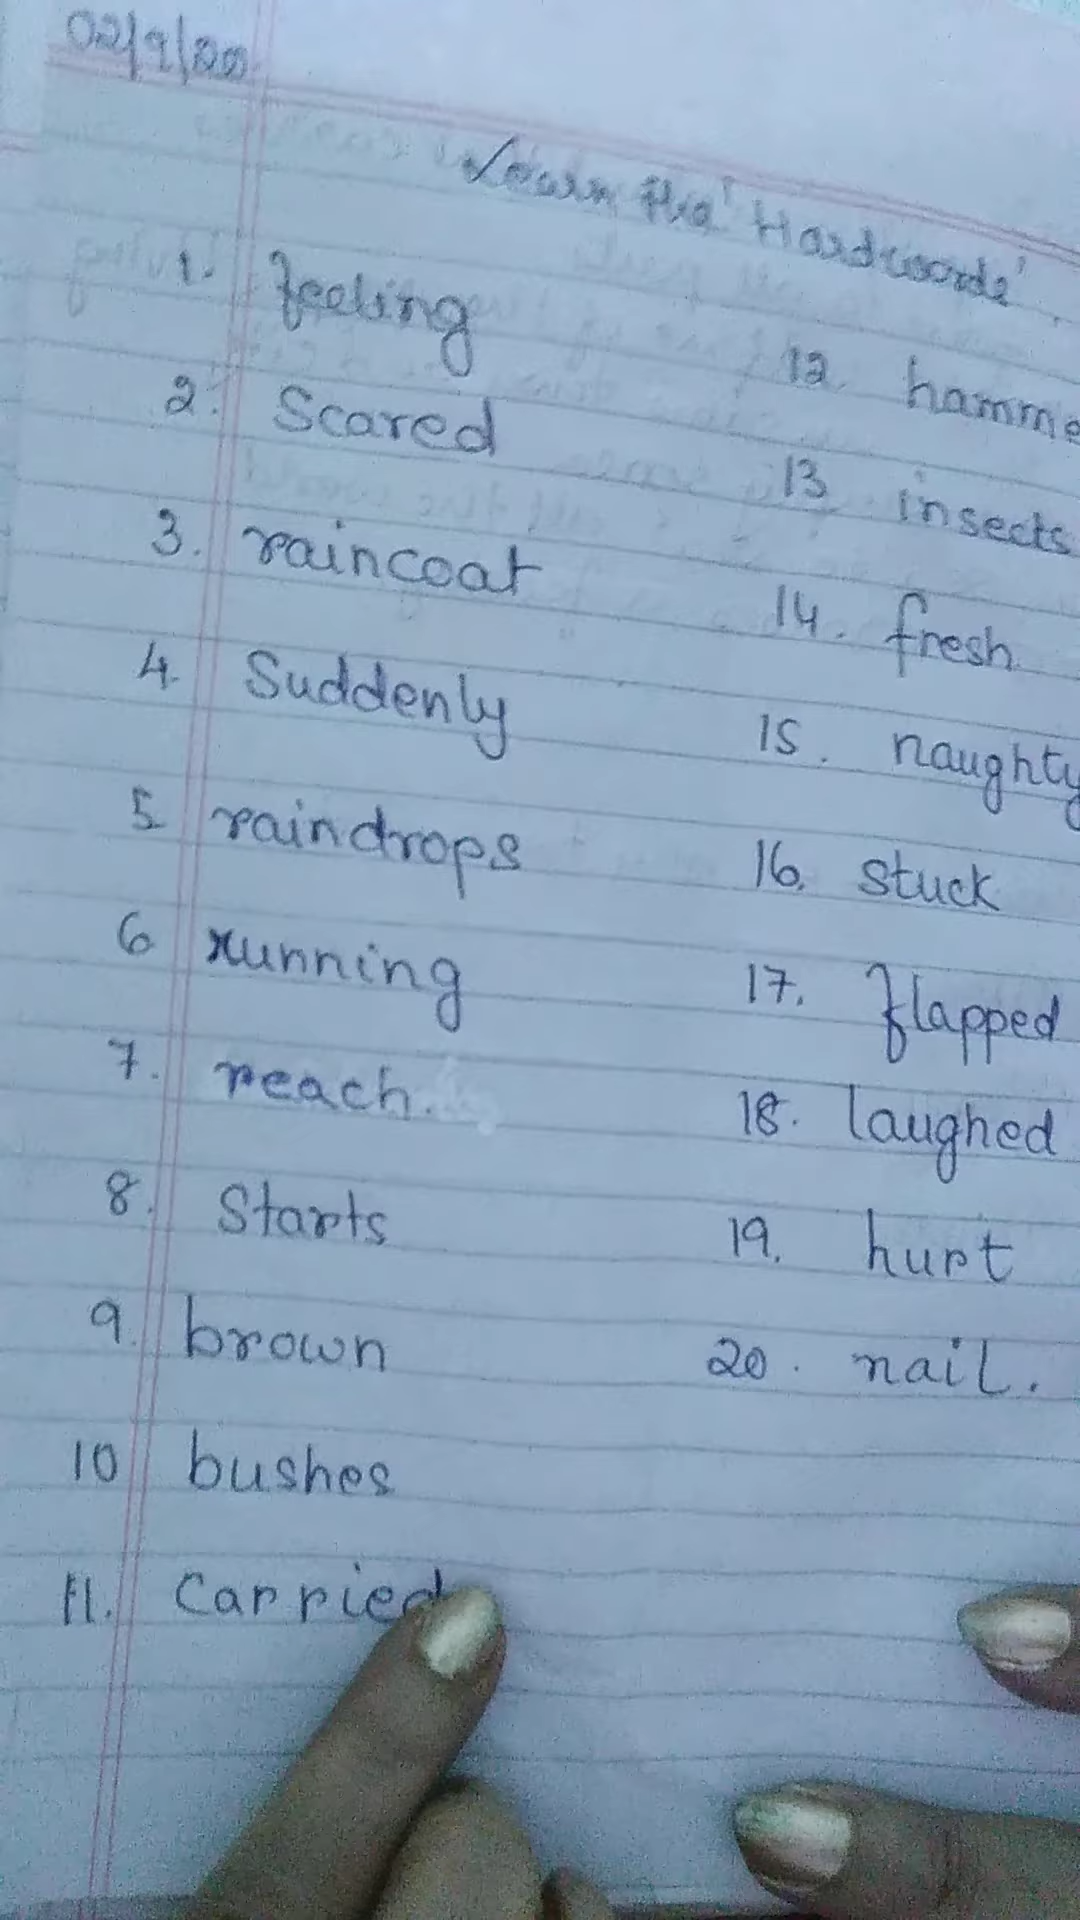 02/9/20
Learn the 'Hardwords'
1. feeling
2. Scared
3. raincoat
4. Suddenly
5. raindrops
6 running
7. reach.
8. Starts
9. brown
10 bushes
11. Carried
12. hamme
13 insects
14. fresh
15. naughty
16. stuck
17. flapped
18. laughed
19. hurt
20. nail.